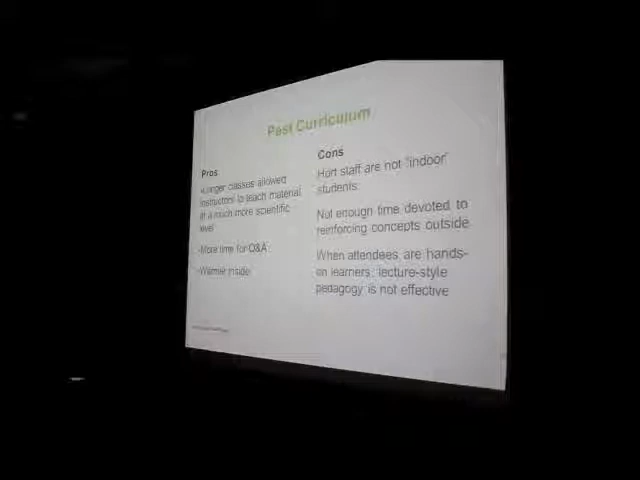 Past Curriculum
Pros
-Longer classes allowed
instructors to teach material
at a much more scientific
level
-More time for Q&A
-Warmer inside
Cons
Hort staff are not "indoor"
students
Not enough time devoted to
reinforcing concepts outside
When attendees are hands-
on learners, lecture-style
pedagogy is not effective